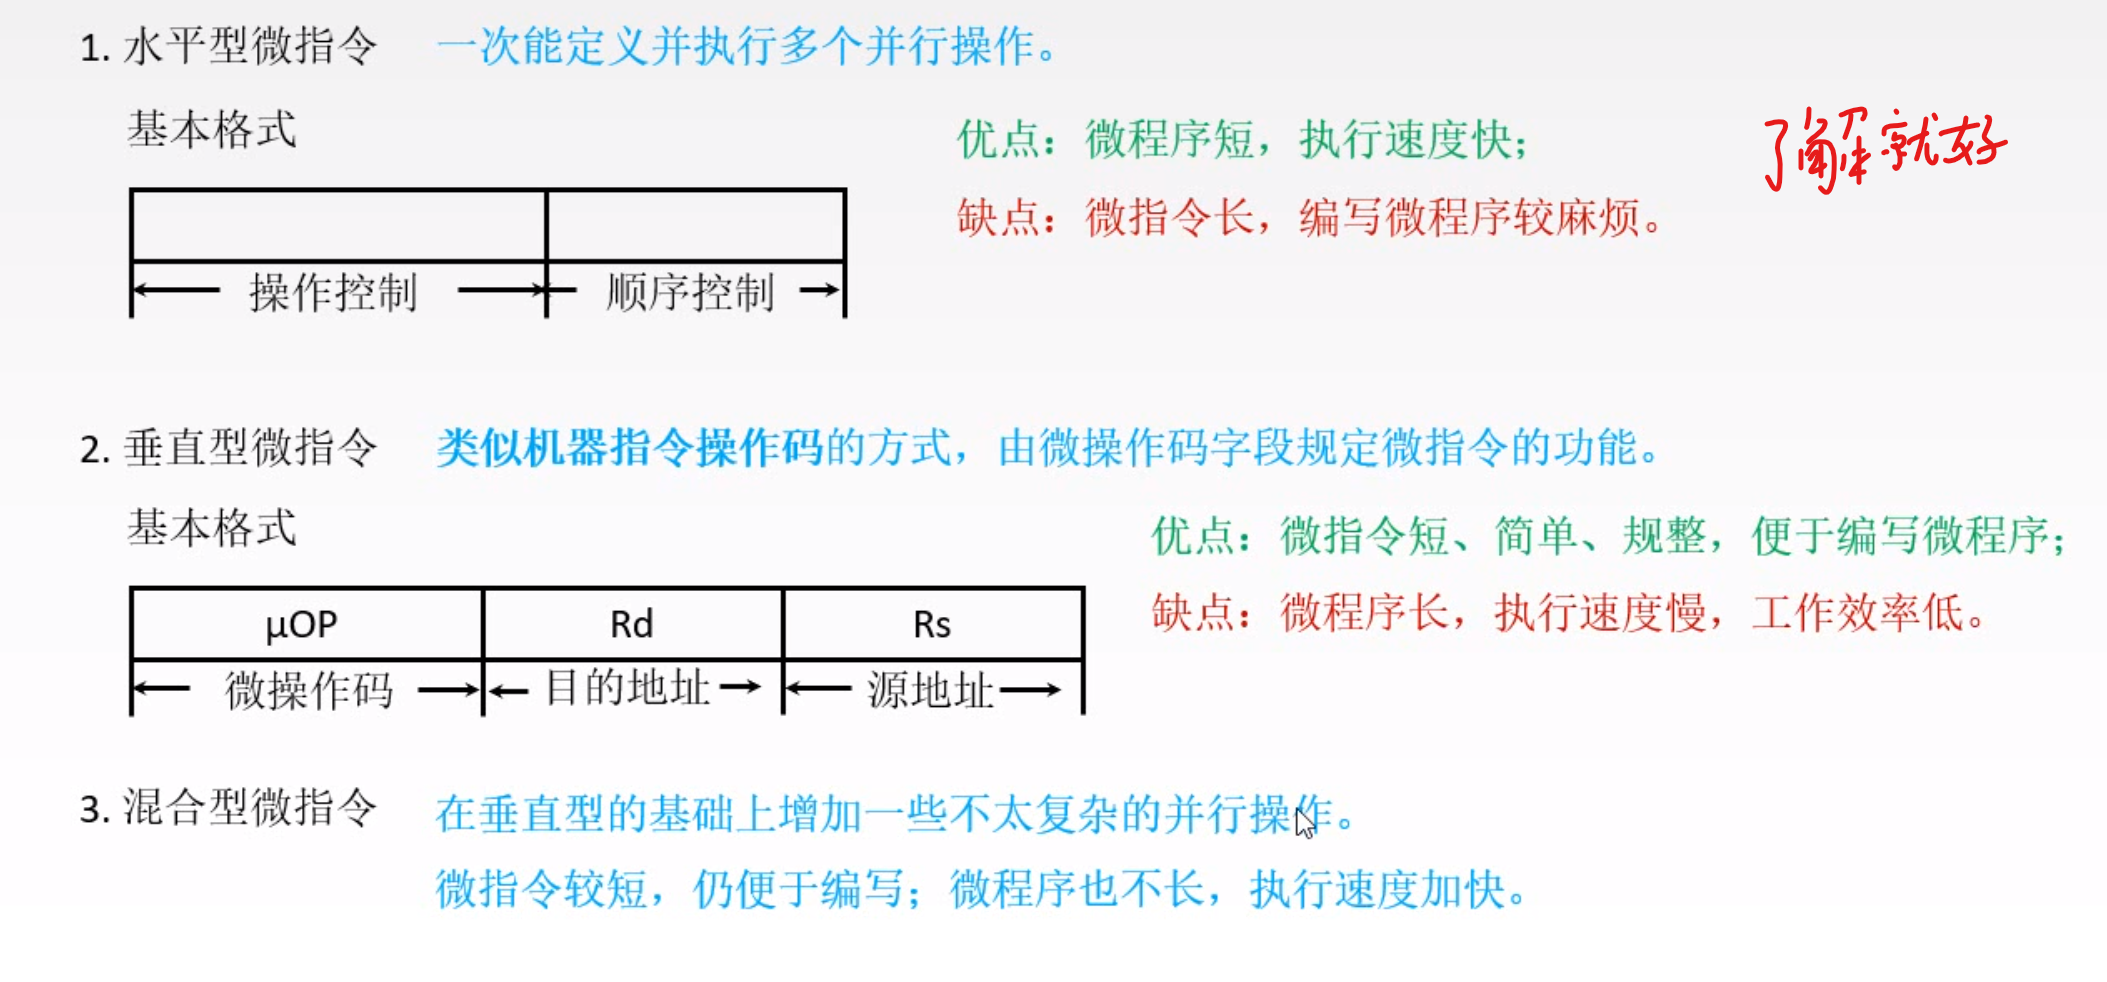 1. 水平型微指令 一次能定义并执行多个并行操作。
基本格式
优点：微程序短，执行速度快；
了解就好
缺点：微指令长，编写微程序较麻烦。
操作控制 顺序控制
2. 垂直型微指令 类似机器指令操作码的方式，由微操作码字段规定微指令的功能。
基本格式
优点：微指令短、简单、规整，便于编写微程序；
缺点：微程序长，执行速度慢，工作效率低。
μOP Rd Rs
微操作码 目的地址 源地址
3. 混合型微指令 在垂直型的基础上增加一些不太复杂的并行操作。
微指令较短，仍便于编写；微程序也不长，执行速度加快。